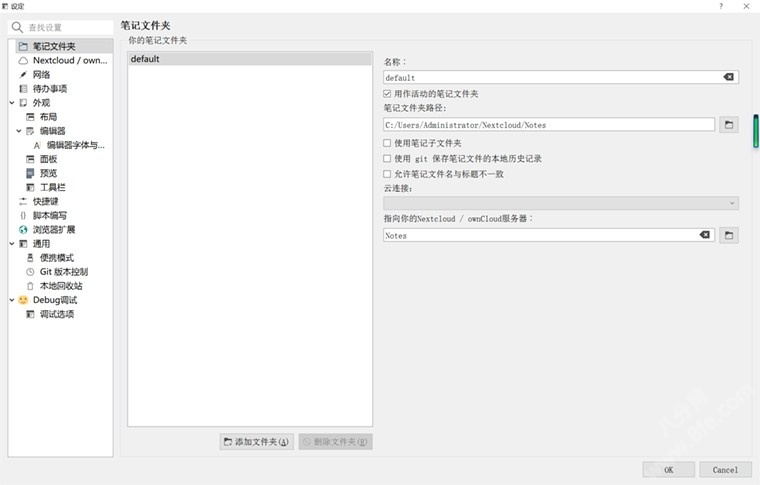 设定
查找设置
笔记文件夹
Nextcloud / own...
网络
待办事项
外观
布局
编辑器
编辑器字体与...
面板
预览
工具栏
快捷键
脚本编写
浏览器扩展
通用
便携模式
Git 版本控制
本地回收站
Debug调试
调试选项
笔记文件夹
你的笔记文件夹
default
添加文件夹(A)
删除文件夹(R)
名称：
default
用作活动的笔记文件夹
笔记文件夹路径:
C:/Users/Administrator/Nextcloud/Notes
使用笔记子文件夹
使用 git 保存笔记文件的本地历史记录
允许笔记文件名与标题不一致
云连接:
指向你的Nextcloud / ownCloud服务器：
Notes
OK
Cancel